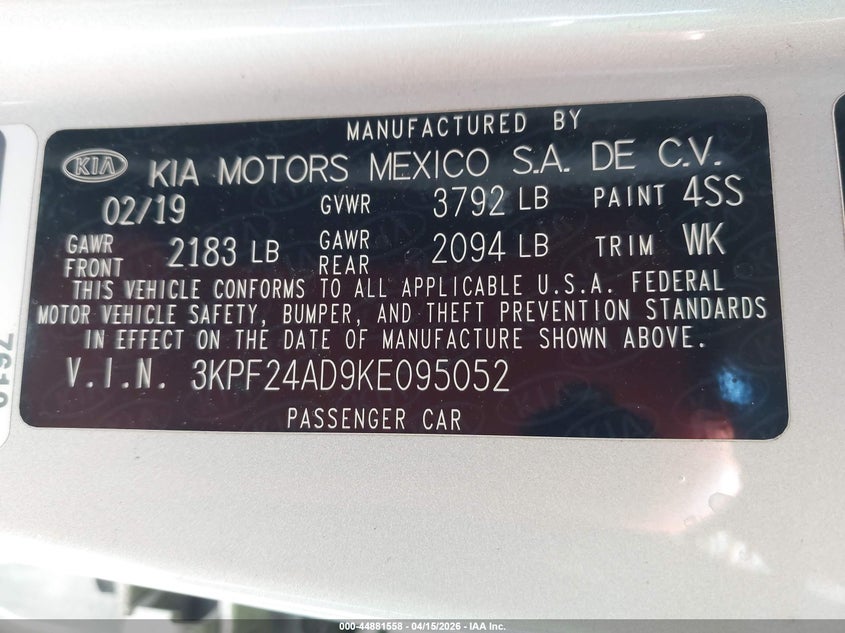 MANUFACTURED BY
KIA KIA MOTORS MEXICO S.A. DE C.V.
02/19 GVWR 3792 LB PAINT 4SS
GAWR FRONT 2183 LB GAWR REAR 2094 LB TRIM WK
THIS VEHICLE CONFORMS TO ALL APPLICABLE U.S.A. FEDERAL
MOTOR VEHICLE SAFETY, BUMPER, AND THEFT PREVENTION STANDARDS
IN EFFECT ON THE DATE OF MANUFACTURE SHOWN ABOVE.
V.I.N. 3KPF24AD9KE095052
PASSENGER CAR
000-44881558 | 04/15/2026 | IAA Inc.